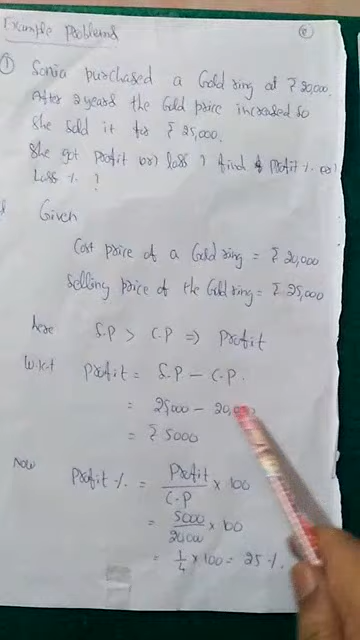 Example Problems
① Sonia purchased a Gold ring at ₹ 20,000.
After 2 years the Gold price increased so
She sold it for ₹ 25,000.
She got Profit or) loss ? find Profit % or)
Loss % ?
Given
Cost price of a Gold ring = ₹ 20,000
Selling price of the Gold ring = ₹ 25,000
here S.P > C.P ⇒ Profit
W.k.t Profit = S.P - C.P.
= 25000 - 20,
= ₹ 5000
Now Profit % = Profit/C.P × 100
= 5000/20000 × 100
= 1/4 × 100 = 25 %.